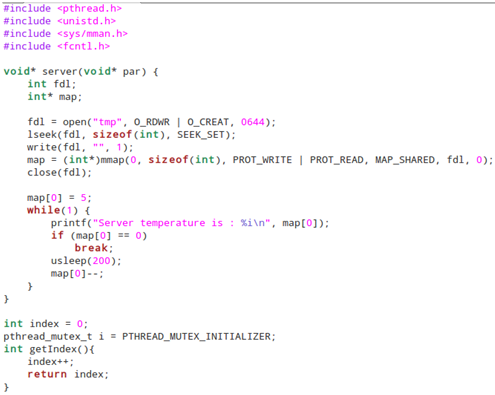 #include <pthread.h>
#include <unistd.h>
#include <sys/mman.h>
#include <fcntl.h>

void* server(void* par) {
    int fdl;
    int* map;

    fdl = open("tmp", O_RDWR | O_CREAT, 0644);
    lseek(fdl, sizeof(int), SEEK_SET);
    write(fdl, "", 1);
    map = (int*)mmap(0, sizeof(int), PROT_WRITE | PROT_READ, MAP_SHARED, fdl, 0);
    close(fdl);

    map[0] = 5;
    while(1) {
        printf("Server temperature is : %i\n", map[0]);
        if (map[0] == 0)
            break;
        usleep(200);
        map[0]--;
    }
}

int index = 0;
pthread_mutex_t i = PTHREAD_MUTEX_INITIALIZER;
int getIndex(){
    index++;
    return index;
}